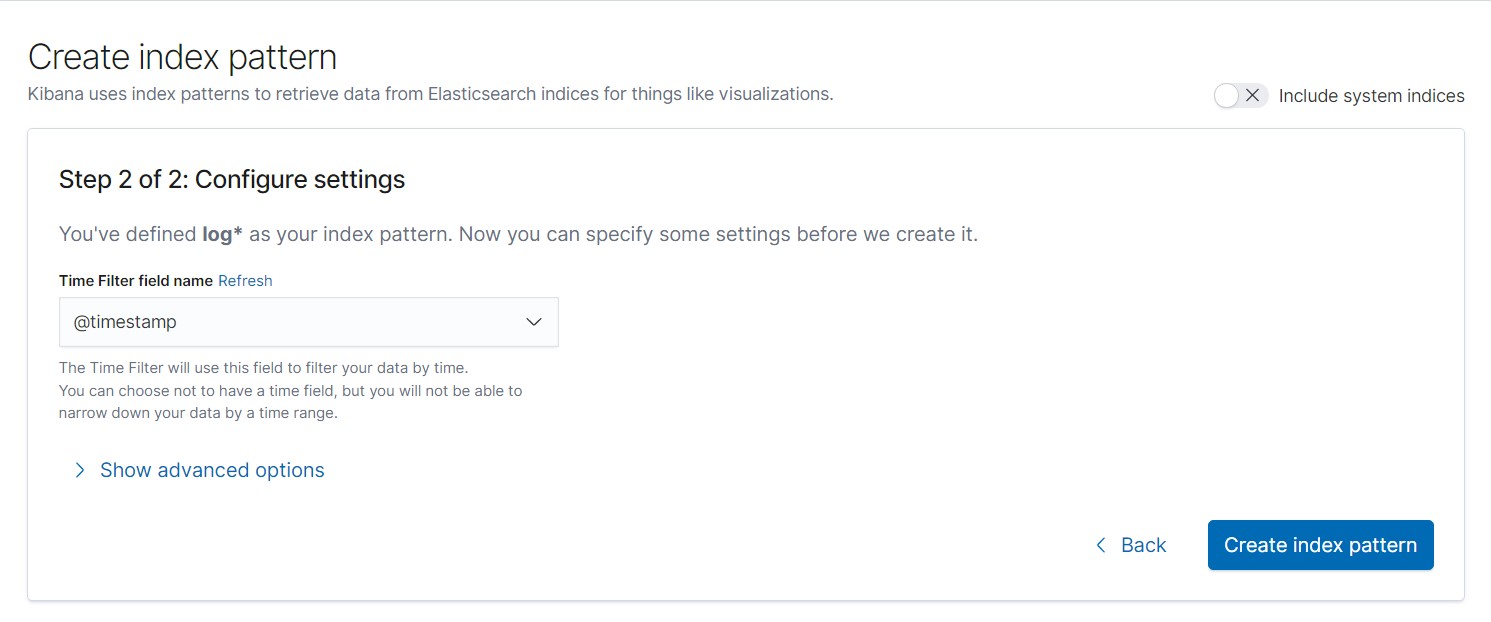 Create index pattern
Kibana uses index patterns to retrieve data from Elasticsearch indices for things like visualizations.
Include system indices
Step 2 of 2: Configure settings
You've defined log* as your index pattern. Now you can specify some settings before we create it.
Time Filter field name Refresh
@timestamp
The Time Filter will use this field to filter your data by time.
You can choose not to have a time field, but you will not be able to
narrow down your data by a time range.
Show advanced options
Back
Create index pattern